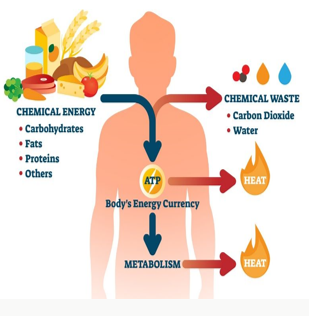 CHEMICAL ENERGY
• Carbohydrates
• Fats
• Proteins
• Others
CHEMICAL WASTE
• Carbon Dioxide
• Water
ATP
HEAT
Body's Energy Currency
METABOLISM
HEAT